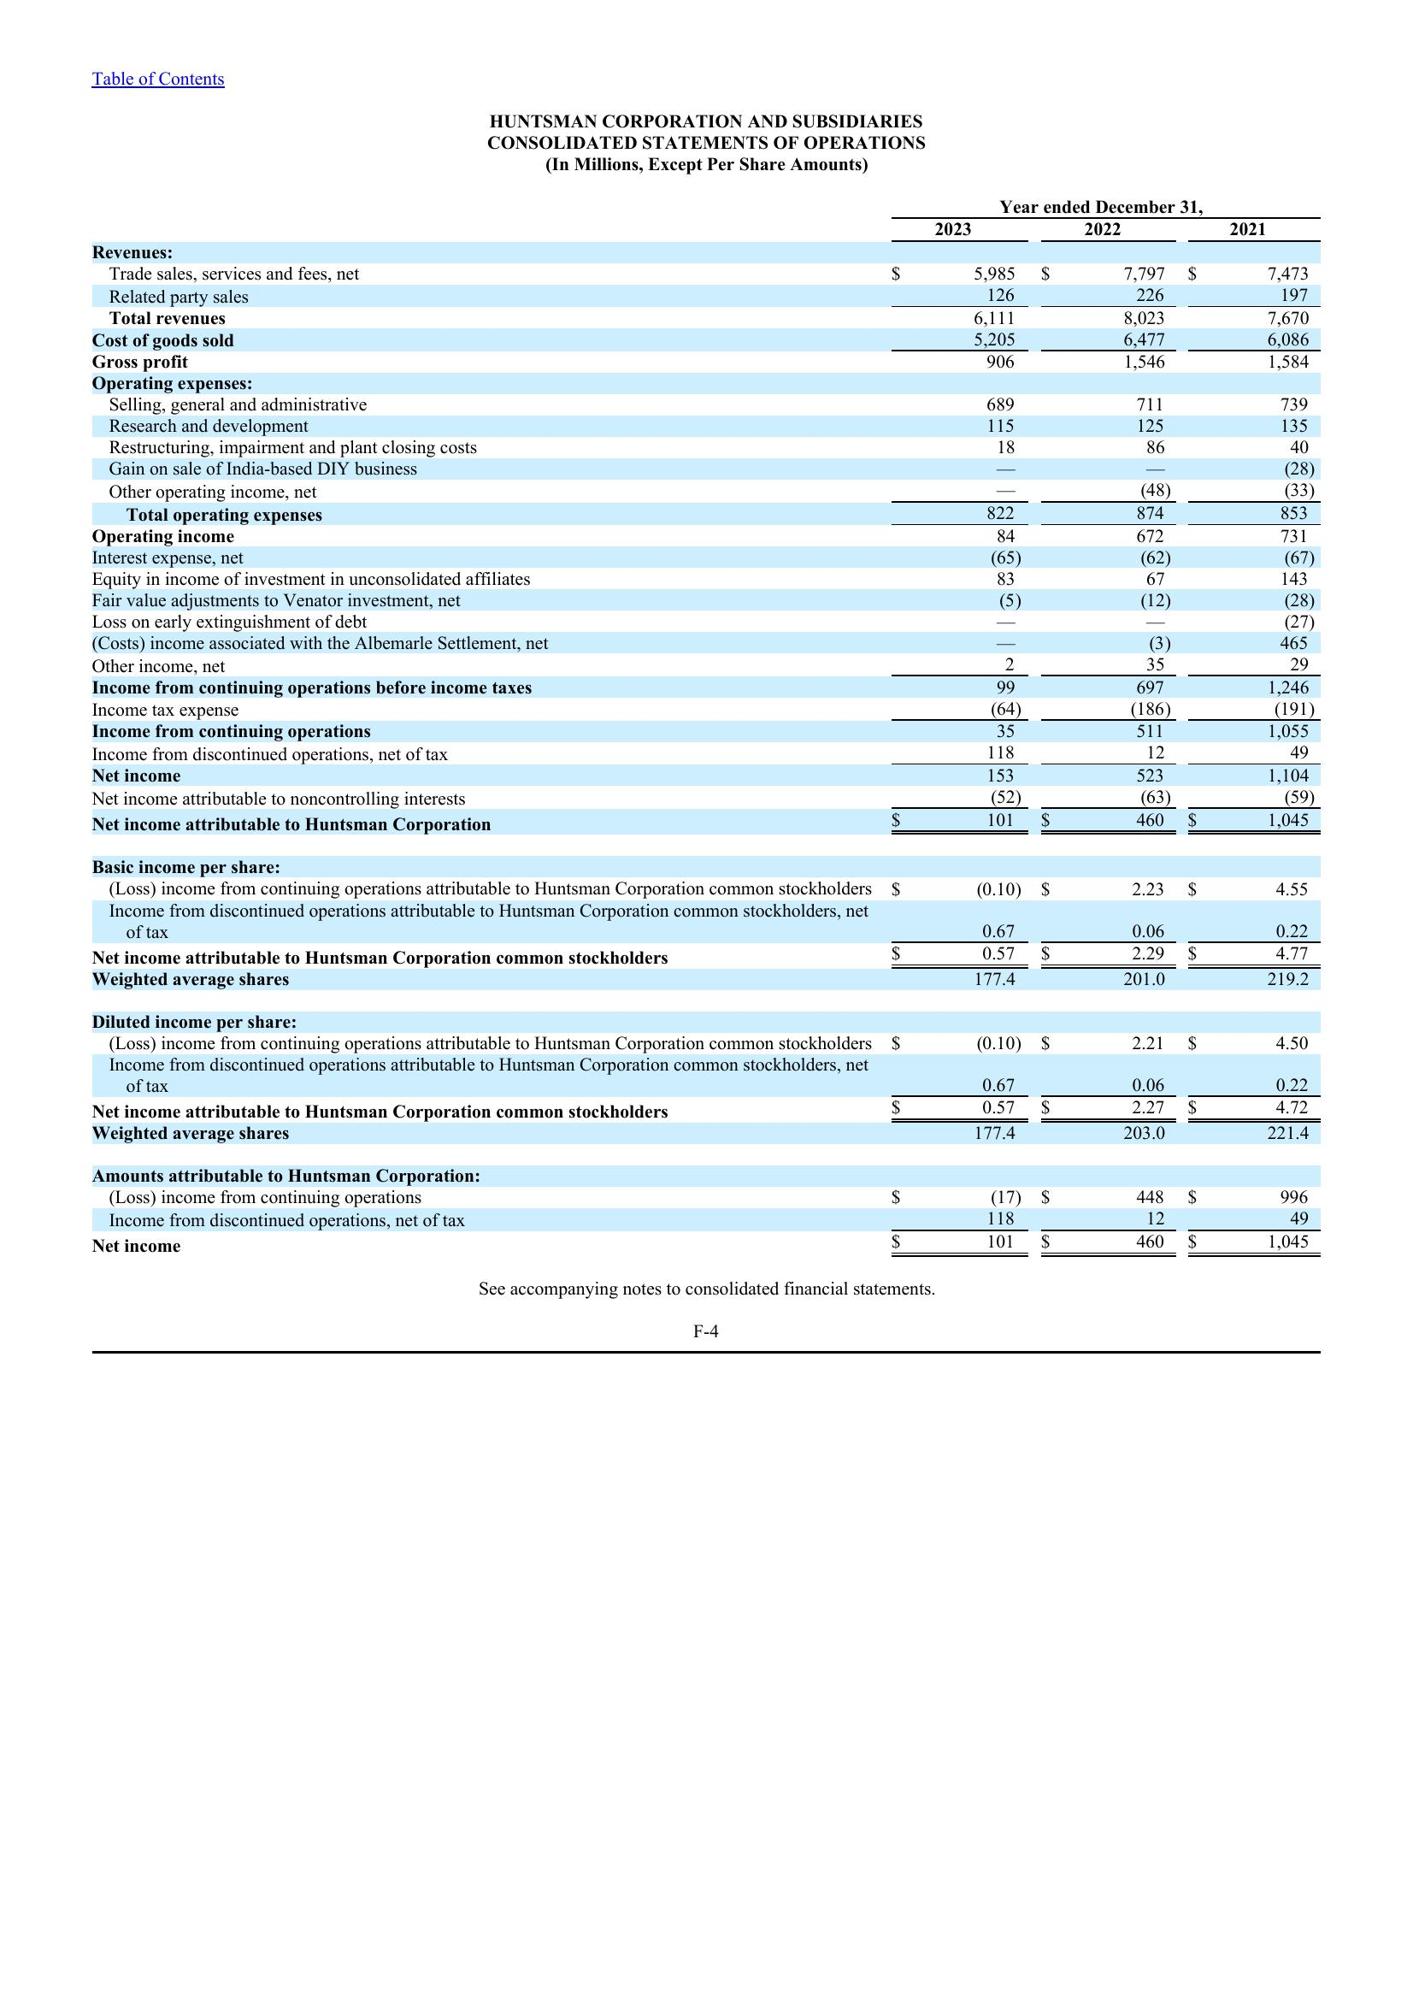 Table of Contents
HUNTSMAN CORPORATION AND SUBSIDIARIES
CONSOLIDATED STATEMENTS OF OPERATIONS
(In Millions, Except Per Share Amounts)
Year ended December 31,
2023 2022 2021
Revenues:
Trade sales, services and fees, net $ 5,985 $ 7,797 $ 7,473
Related party sales 126 226 197
Total revenues 6,111 8,023 7,670
Cost of goods sold 5,205 6,477 6,086
Gross profit 906 1,546 1,584
Operating expenses:
Selling, general and administrative 689 711 739
Research and development 115 125 135
Restructuring, impairment and plant closing costs 18 86 40
Gain on sale of India-based DIY business — — (28)
Other operating income, net — (48) (33)
Total operating expenses 822 874 853
Operating income 84 672 731
Interest expense, net (65) (62) (67)
Equity in income of investment in unconsolidated affiliates 83 67 143
Fair value adjustments to Venator investment, net (5) (12) (28)
Loss on early extinguishment of debt — — (27)
(Costs) income associated with the Albemarle Settlement, net — (3) 465
Other income, net 2 35 29
Income from continuing operations before income taxes 99 697 1,246
Income tax expense (64) (186) (191)
Income from continuing operations 35 511 1,055
Income from discontinued operations, net of tax 118 12 49
Net income 153 523 1,104
Net income attributable to noncontrolling interests (52) (63) (59)
Net income attributable to Huntsman Corporation $ 101 $ 460 $ 1,045
Basic income per share:
(Loss) income from continuing operations attributable to Huntsman Corporation common stockholders $ (0.10) $ 2.23 $ 4.55
Income from discontinued operations attributable to Huntsman Corporation common stockholders, net
of tax 0.67 0.06 0.22
Net income attributable to Huntsman Corporation common stockholders $ 0.57 $ 2.29 $ 4.77
Weighted average shares 177.4 201.0 219.2
Diluted income per share:
(Loss) income from continuing operations attributable to Huntsman Corporation common stockholders $ (0.10) $ 2.21 $ 4.50
Income from discontinued operations attributable to Huntsman Corporation common stockholders, net
of tax 0.67 0.06 0.22
Net income attributable to Huntsman Corporation common stockholders $ 0.57 $ 2.27 $ 4.72
Weighted average shares 177.4 203.0 221.4
Amounts attributable to Huntsman Corporation:
(Loss) income from continuing operations $ (17) $ 448 $ 996
Income from discontinued operations, net of tax 118 12 49
Net income $ 101 $ 460 $ 1,045
See accompanying notes to consolidated financial statements.
F-4